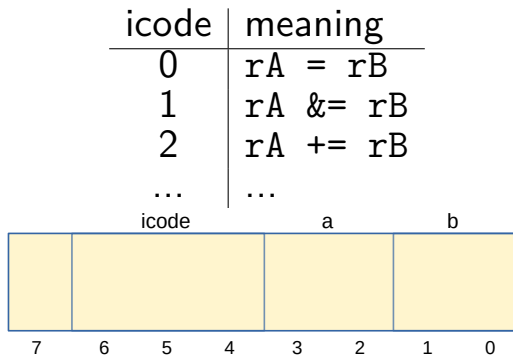 icode meaning
0 rA = rB
1 rA &= rB
2 rA += rB
... ...
icode a b
7 6 5 4 3 2 1 0